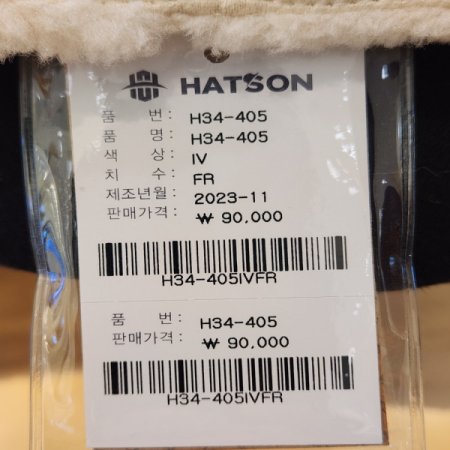 HATSON
품 번 : H34-405
품 명 : H34-405
색 상 : IV
치 수 : FR
제조년월 : 2023-11
판매가격 : ₩ 90,000
H34-405IVFR
품 번 : H34-405
판매가격 : ₩ 90,000
H34-405IVFR